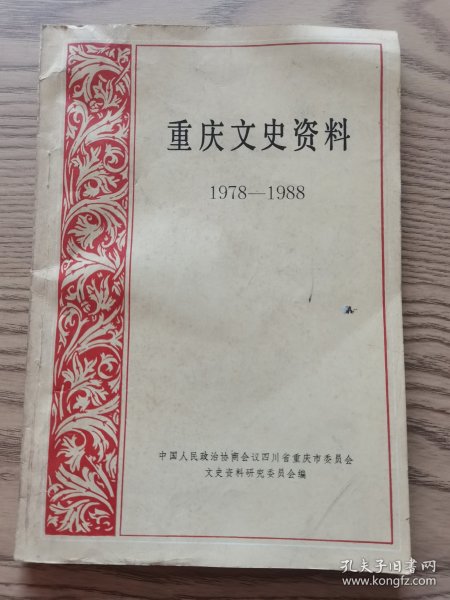 重庆文史资料
1978—1988
中国人民政治协商会议四川省重庆市委员会
文史资料研究委员会编
孔夫子旧书网
www.kongfz.com